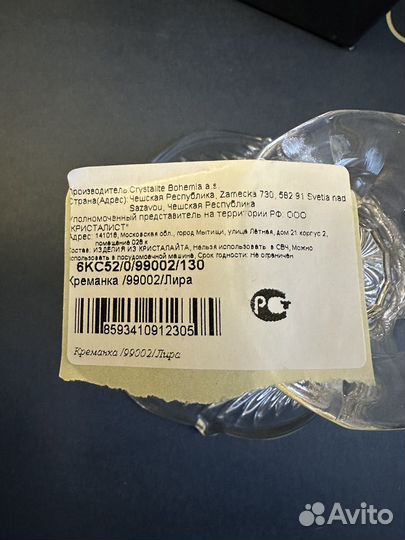 Производитель Crystalite Bohemia a.s
Страна(Адрес) Чешская Республика, Zamecka 730, 582 91 Svetla nad
Sazavou, Чешская Республика
Уполномоченный представитель на территории РФ: ООО
"КРИСТАЛИСТ"
Адрес: 141018, Московская обл., город Мытищи, улица Лётная, дом 21 корпус 2,
помещение 026 к
Состав: ИЗДЕЛИЯ ИЗ КРИСТАЛАЙТА, Нельзя использовать в СВЧ, Можно
использовать в посудомоечной машине, Срок годности: Не ограничен
6KC52/0/99002/130
Креманка /99002/Лира
8593410912305
РСТ
Креманка /99002/Лира
Avito